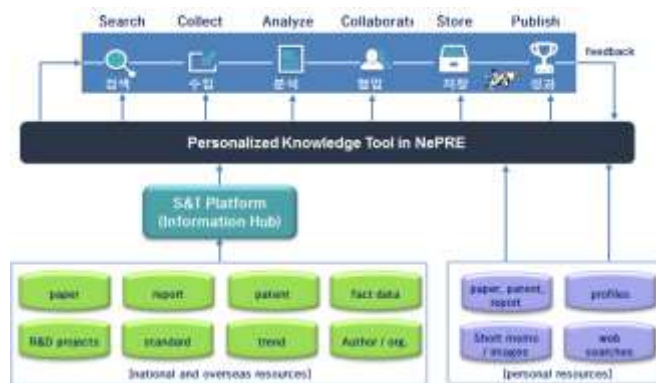 Search Collect Analyze Collaborati Store Publish
feedback
검색 수집 분석 협업 저장 성과
Personalized Knowledge Tool in NePRE
S&T Platform
(Information Hub)
paper report patient fact data
R&D projects standard trend Author / org.
[national and overseas resources]
paper, patent,
report
profiles
Short memo
/ images
web
searches
[personal resources]